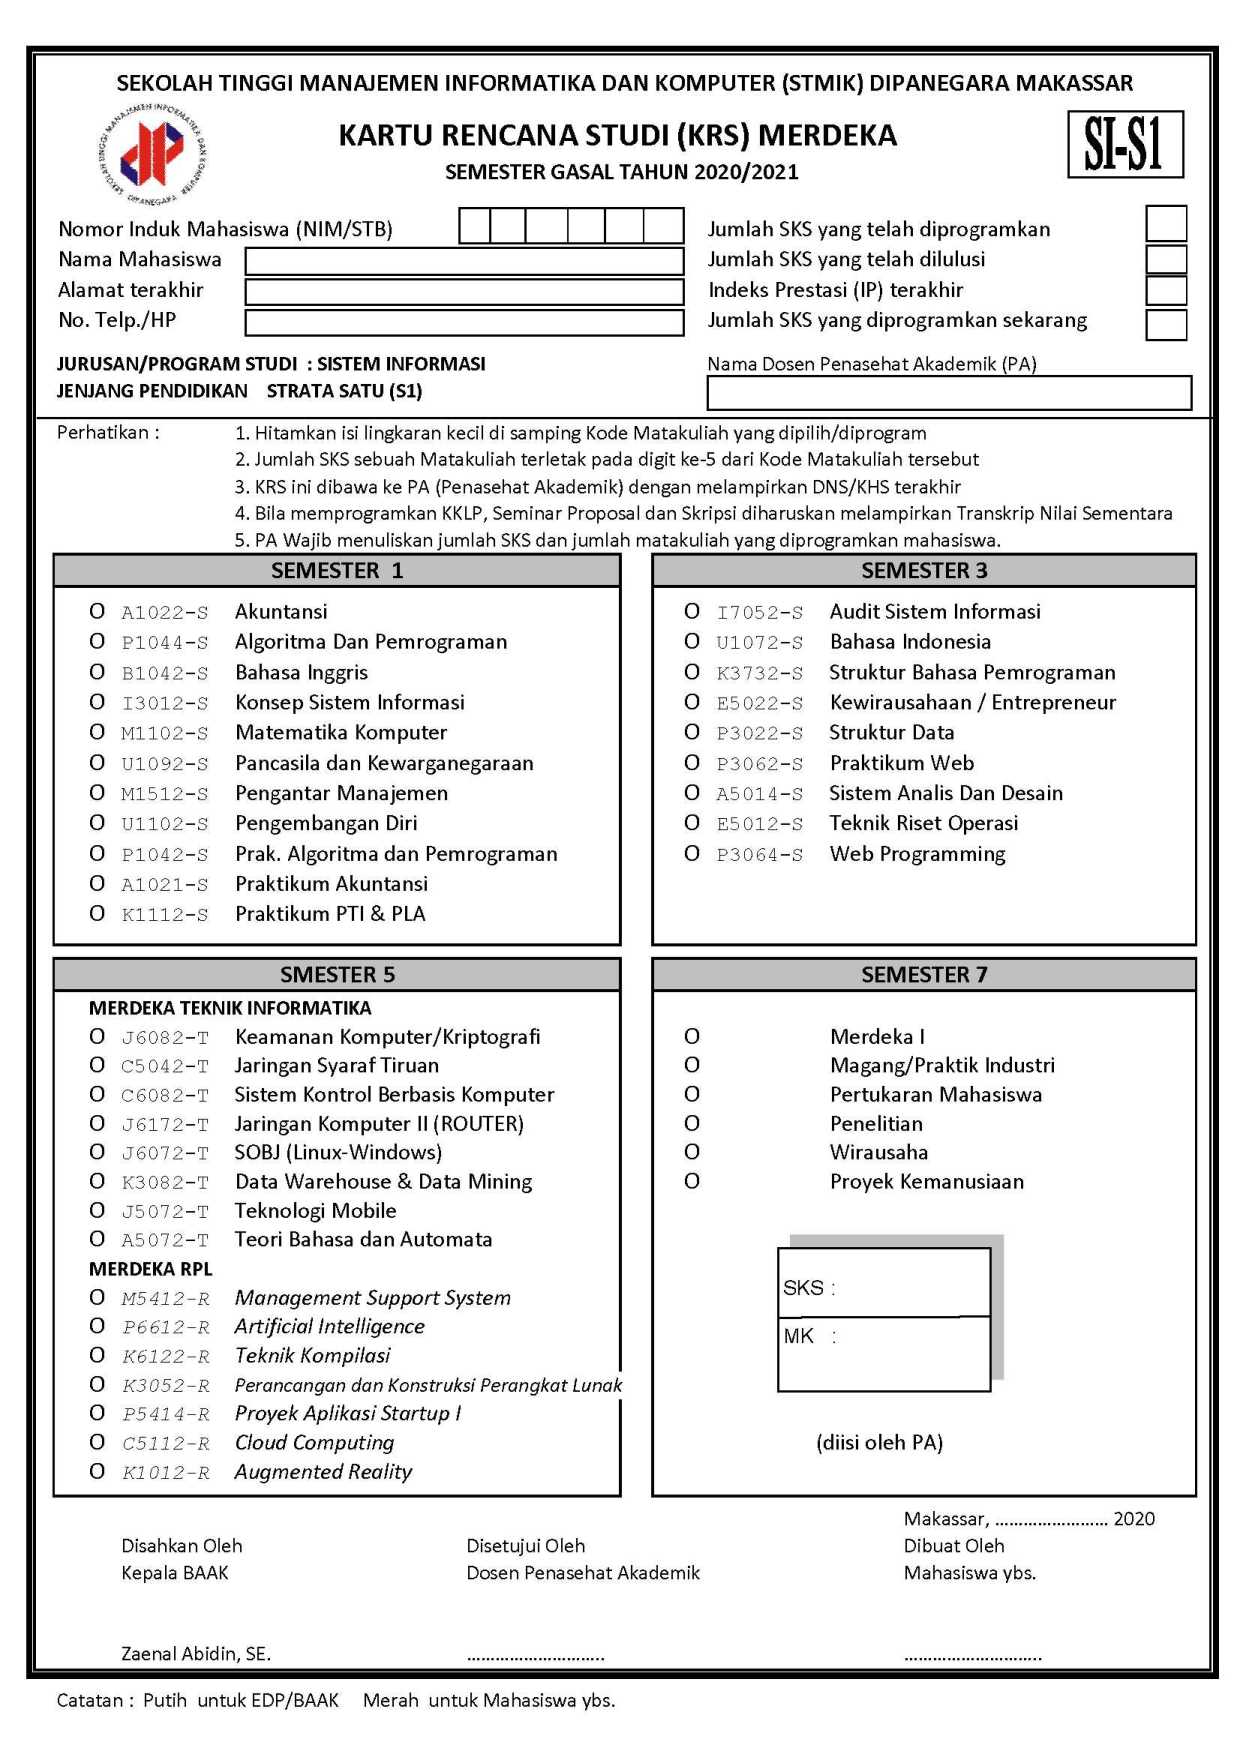 SEKOLAH TINGGI MANAJEMEN INFORMATIKA DAN KOMPUTER (STMIK) DIPANEGARA MAKASSAR
SEKOLAH TINGGI MANAJEMEN INFORMATIKA DAN KOMPUTER
DIPANEGARA
KARTU RENCANA STUDI (KRS) MERDEKA
SEMESTER GASAL TAHUN 2020/2021
SI-S1
Nomor Induk Mahasiswa (NIM/STB)
Nama Mahasiswa
Alamat terakhir
No. Telp./HP
Jumlah SKS yang telah diprogramkan
Jumlah SKS yang telah dilulusi
Indeks Prestasi (IP) terakhir
Jumlah SKS yang diprogramkan sekarang
JURUSAN/PROGRAM STUDI : SISTEM INFORMASI
JENJANG PENDIDIKAN STRATA SATU (S1)
Nama Dosen Penasehat Akademik (PA)
Perhatikan : 1. Hitamkan isi lingkaran kecil di samping Kode Matakuliah yang dipilih/diprogram
2. Jumlah SKS sebuah Matakuliah terletak pada digit ke-5 dari Kode Matakuliah tersebut
3. KRS ini dibawa ke PA (Penasehat Akademik) dengan melampirkan DNS/KHS terakhir
4. Bila memprogramkan KKLP, Seminar Proposal dan Skripsi diharuskan melampirkan Transkrip Nilai Sementara
5. PA Wajib menuliskan jumlah SKS dan jumlah matakuliah yang diprogramkan mahasiswa.
SEMESTER 1
O A1022-S Akuntansi
O P1044-S Algoritma Dan Pemrograman
O B1042-S Bahasa Inggris
O I3012-S Konsep Sistem Informasi
O M1102-S Matematika Komputer
O U1092-S Pancasila dan Kewarganegaraan
O M1512-S Pengantar Manajemen
O U1102-S Pengembangan Diri
O P1042-S Prak. Algoritma dan Pemrograman
O A1021-S Praktikum Akuntansi
O K1112-S Praktikum PTI & PLA
SEMESTER 3
O I7052-S Audit Sistem Informasi
O U1072-S Bahasa Indonesia
O K3732-S Struktur Bahasa Pemrograman
O E5022-S Kewirausahaan / Entrepreneur
O P3022-S Struktur Data
O P3062-S Praktikum Web
O A5014-S Sistem Analis Dan Desain
O E5012-S Teknik Riset Operasi
O P3064-S Web Programming
SMESTER 5
MERDEKA TEKNIK INFORMATIKA
O J6082-T Keamanan Komputer/Kriptografi
O C5042-T Jaringan Syaraf Tiruan
O C6082-T Sistem Kontrol Berbasis Komputer
O J6172-T Jaringan Komputer II (ROUTER)
O J6072-T SOBJ (Linux-Windows)
O K3082-T Data Warehouse & Data Mining
O J5072-T Teknologi Mobile
O A5072-T Teori Bahasa dan Automata
MERDEKA RPL
O M5412-R Management Support System
O P6612-R Artificial Intelligence
O K6122-R Teknik Kompilasi
O K3052-R Perancangan dan Konstruksi Perangkat Lunak
O P5414-R Proyek Aplikasi Startup I
O C5112-R Cloud Computing
O K1012-R Augmented Reality
SEMESTER 7
O Merdeka I
O Magang/Praktik Industri
O Pertukaran Mahasiswa
O Penelitian
O Wirausaha
O Proyek Kemanusiaan
SKS :
MK :
(diisi oleh PA)
Makassar, ........................ 2020
Disahkan Oleh
Kepala BAAK
Disetujui Oleh
Dosen Penasehat Akademik
Dibuat Oleh
Mahasiswa ybs.
Zaenal Abidin, SE.
.............................
.............................
Catatan : Putih untuk EDP/BAAK Merah untuk Mahasiswa ybs.